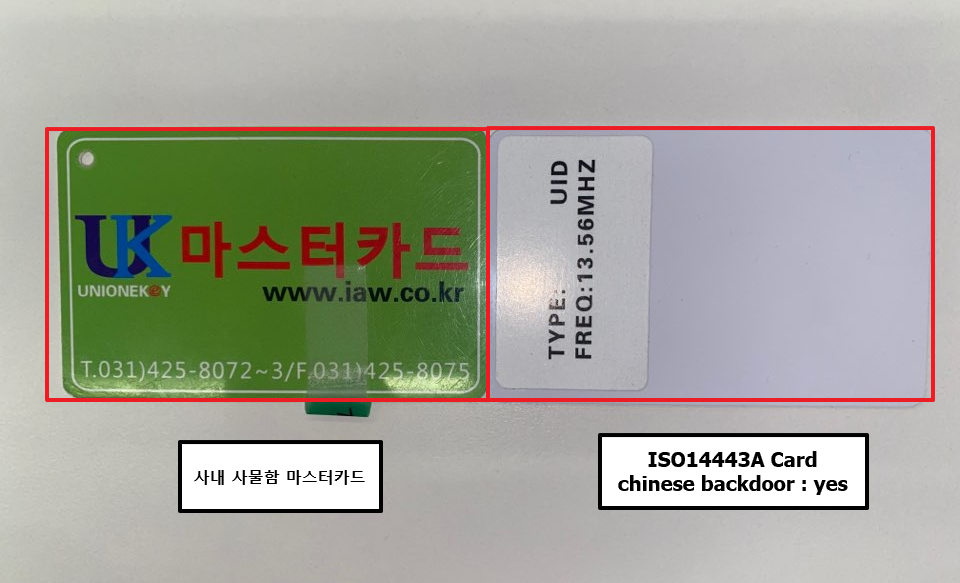 UK 마스터카드
UNIONEKEY
www.iaw.co.kr
T.031)425-8072~3/F.031)425-8075
TYPE: UID
FREQ:13.56MHZ
사내 사물함 마스터카드
ISO14443A Card
chinese backdoor : yes